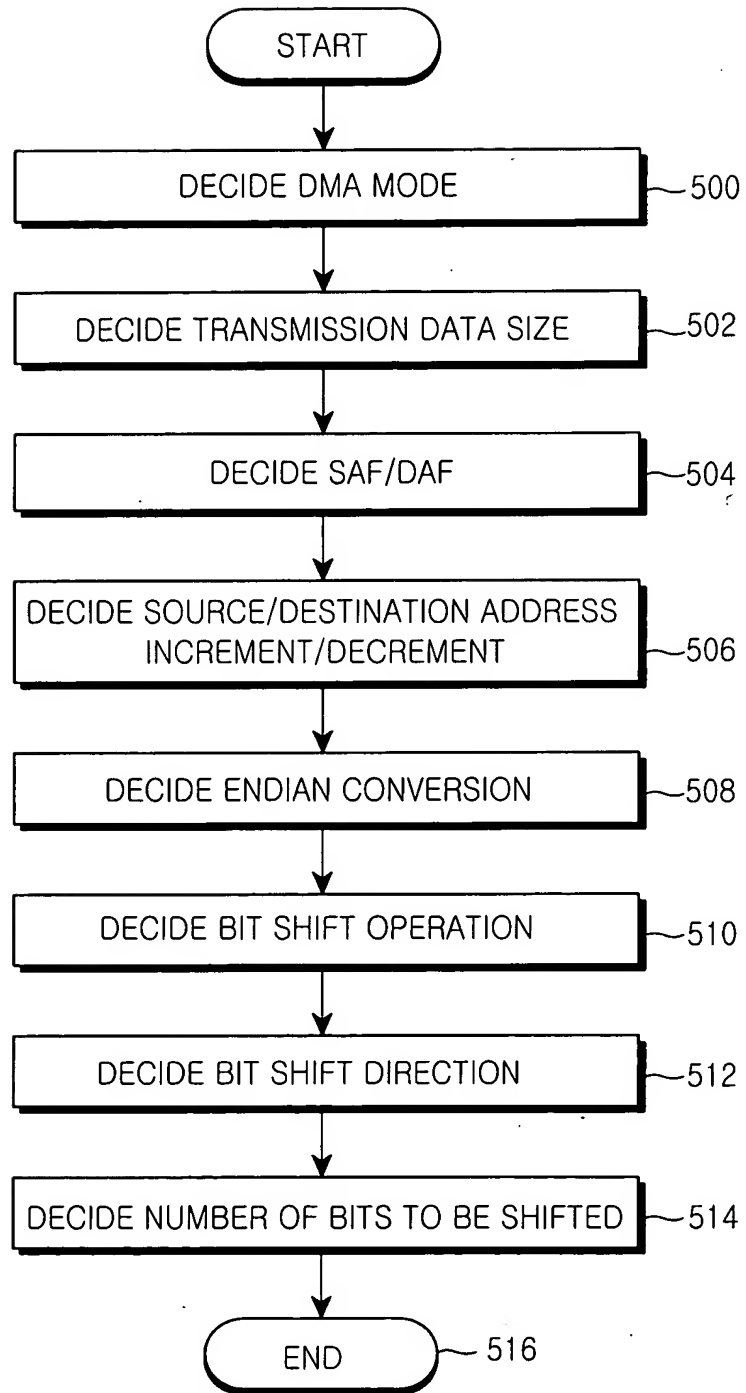 START
DECIDE DMA MODE
500
DECIDE TRANSMISSION DATA SIZE
502
DECIDE SAF/DAF
504
DECIDE SOURCE/DESTINATION ADDRESS
INCREMENT/DECREMENT
506
DECIDE ENDIAN CONVERSION
508
DECIDE BIT SHIFT OPERATION
510
DECIDE BIT SHIFT DIRECTION
512
DECIDE NUMBER OF BITS TO BE SHIFTED
514
END
516